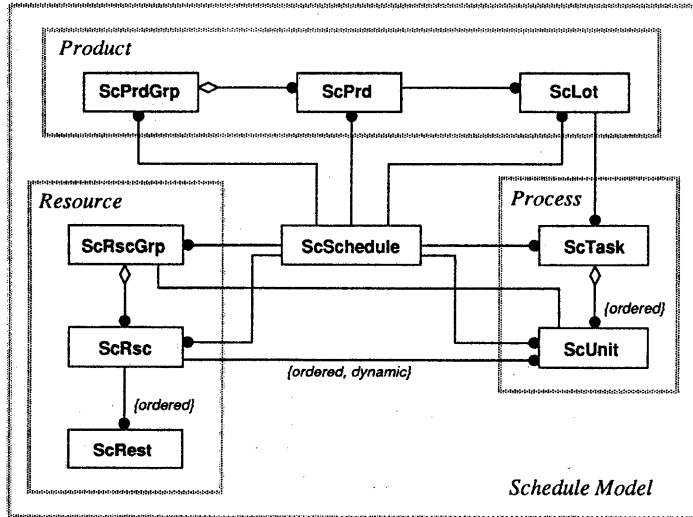 Product
ScPrdGrp
ScPrd
ScLot
Resource
Process
ScRscGrp
ScSchedule
ScTask
{ordered}
ScRsc
ScUnit
{ordered, dynamic}
{ordered}
ScRest
Schedule Model